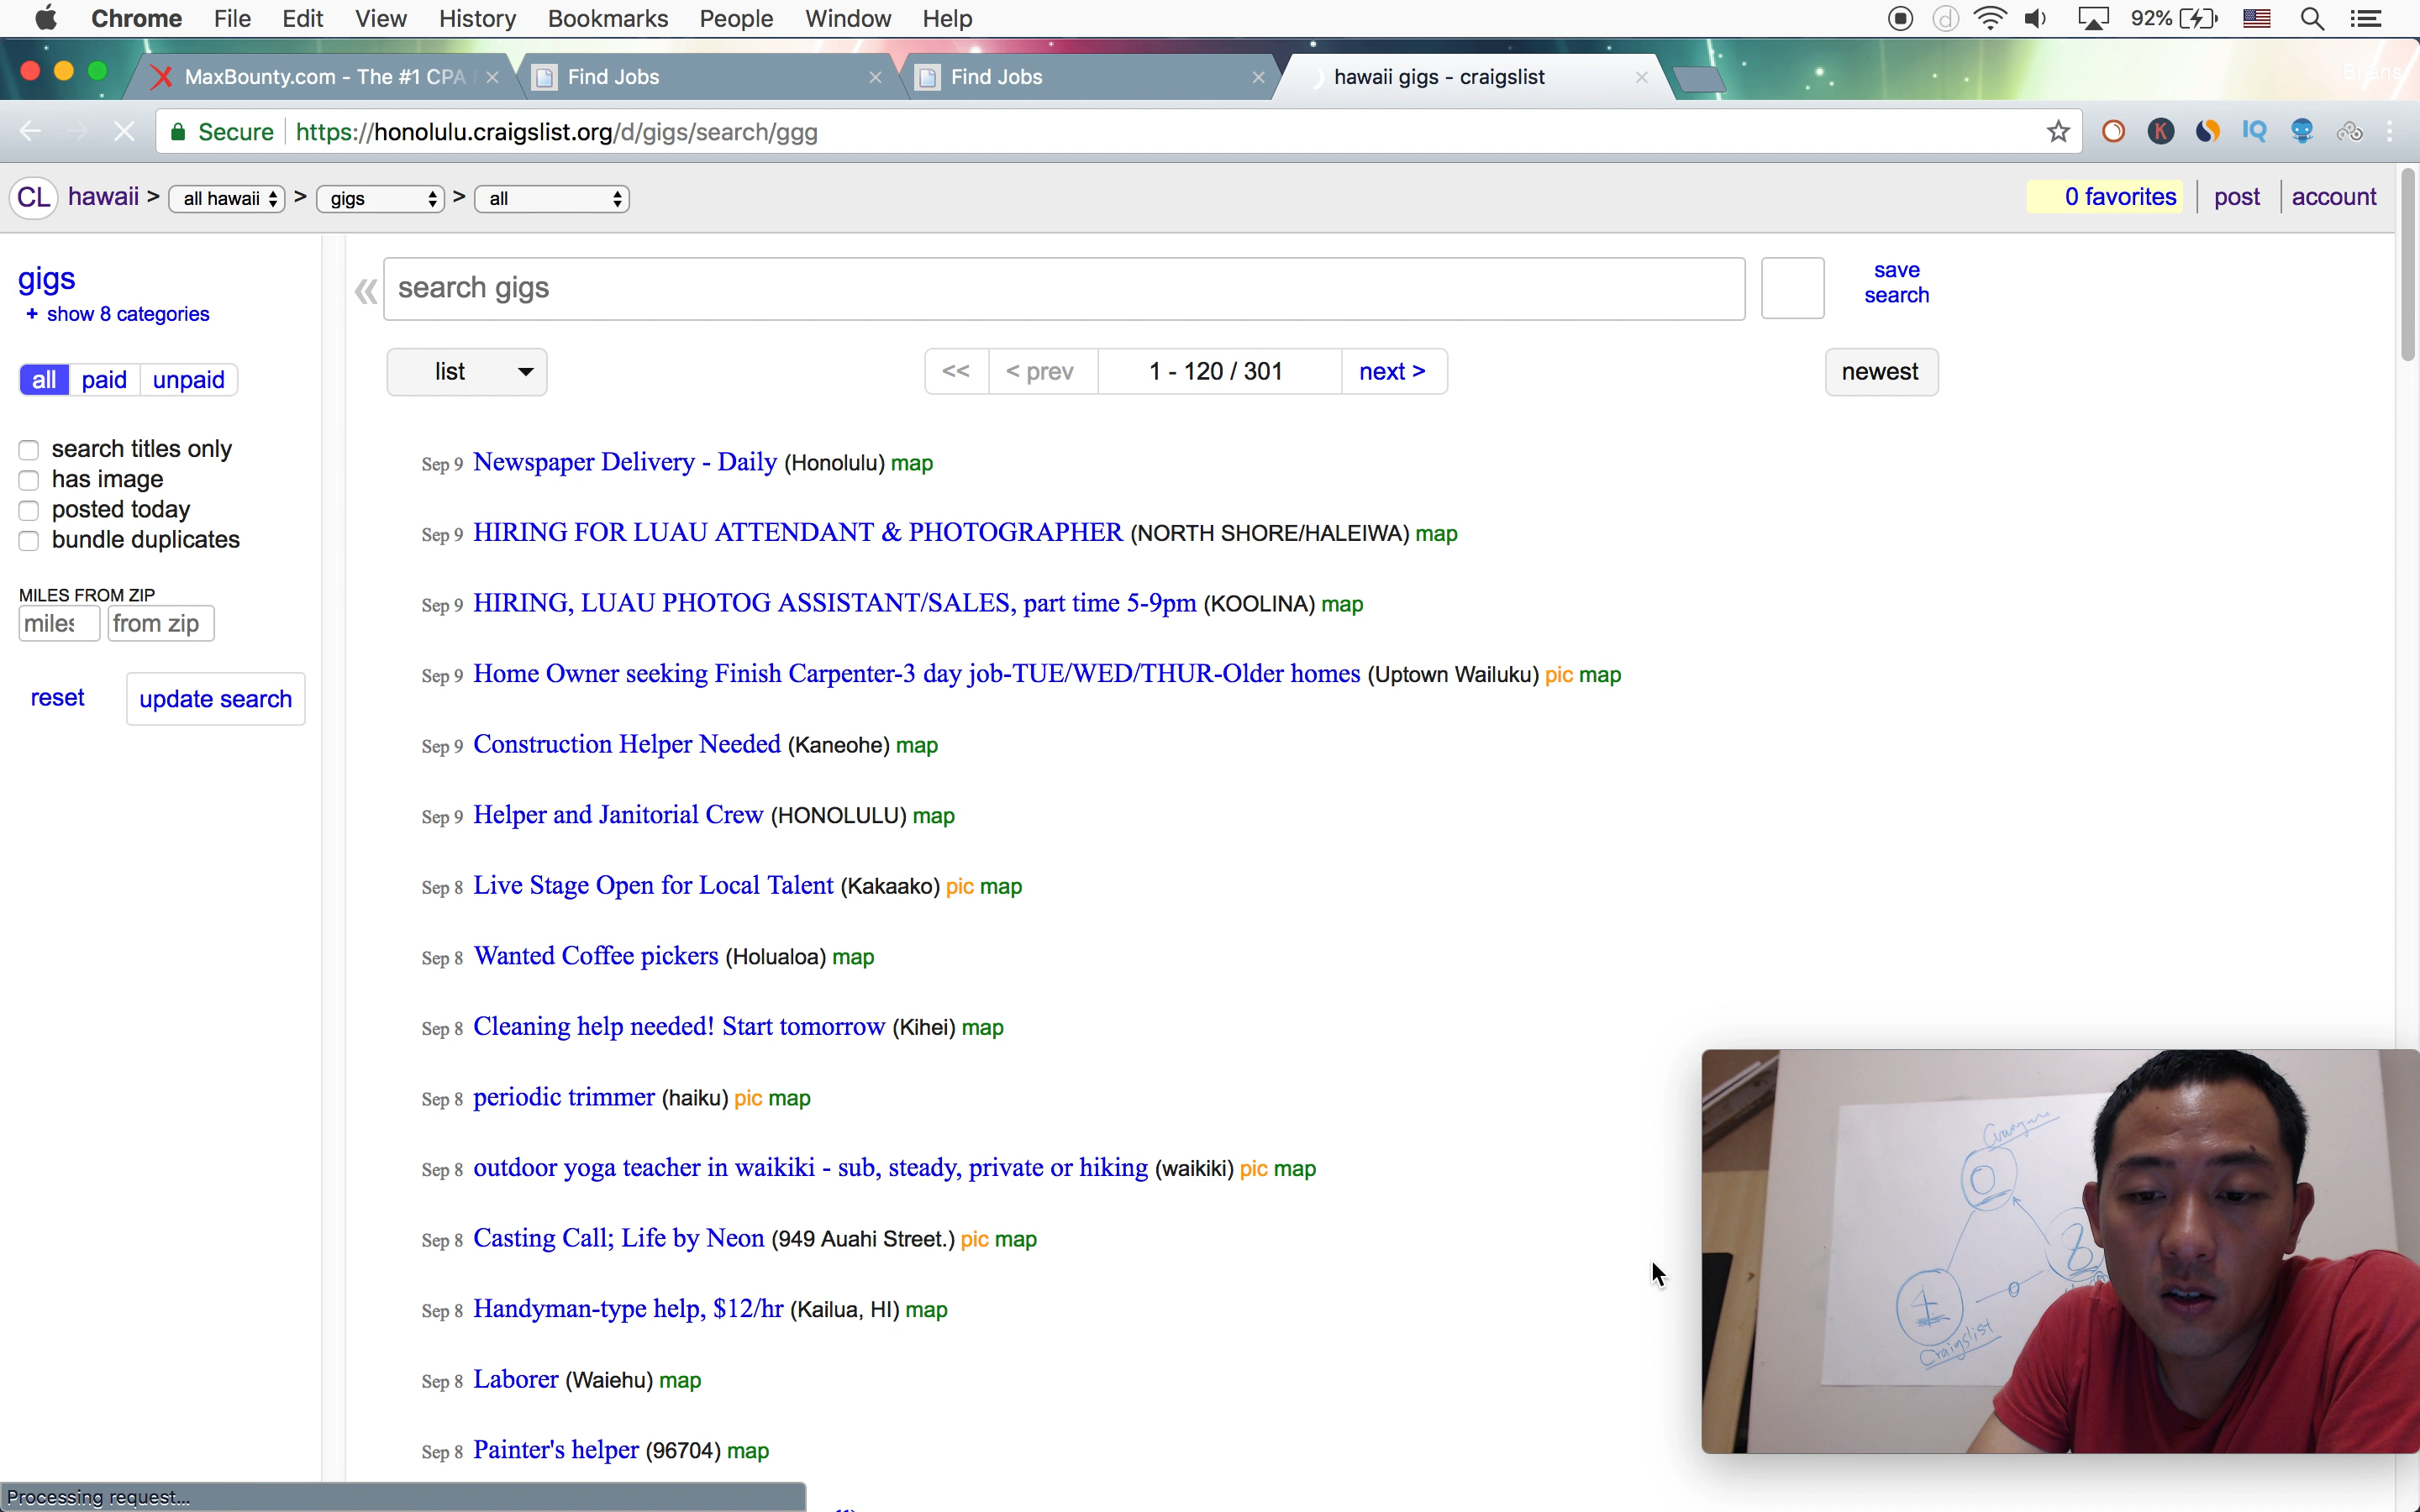 Chrome File Edit View History Bookmarks People Window Help 92%
MaxBounty.com - The #1 CPA Find Jobs Find Jobs hawaii gigs - craigslist
Secure https://honolulu.craigslist.org/d/gigs/search/ggg K IQ
CL hawaii > all hawaii > gigs > all 0 favorites post account
gigs
+ show 8 categories
all paid unpaid
search titles only
has image
posted today
bundle duplicates
MILES FROM ZIP
miles from zip
reset update search
« search gigs save search
list << < prev 1 - 120 / 301 next > newest
Sep 9 Newspaper Delivery - Daily (Honolulu) map
Sep 9 HIRING FOR LUAU ATTENDANT & PHOTOGRAPHER (NORTH SHORE/HALEIWA) map
Sep 9 HIRING, LUAU PHOTOG ASSISTANT/SALES, part time 5-9pm (KOOLINA) map
Sep 9 Home Owner seeking Finish Carpenter-3 day job-TUE/WED/THUR-Older homes (Uptown Wailuku) pic map
Sep 9 Construction Helper Needed (Kaneohe) map
Sep 9 Helper and Janitorial Crew (HONOLULU) map
Sep 8 Live Stage Open for Local Talent (Kakaako) pic map
Sep 8 Wanted Coffee pickers (Holualoa) map
Sep 8 Cleaning help needed! Start tomorrow (Kihei) map
Sep 8 periodic trimmer (haiku) pic map
Sep 8 outdoor yoga teacher in waikiki - sub, steady, private or hiking (waikiki) pic map
Sep 8 Casting Call; Life by Neon (949 Auahi Street.) pic map
Sep 8 Handyman-type help, $12/hr (Kailua, HI) map
Sep 8 Laborer (Waiehu) map
Sep 8 Painter's helper (96704) map
Processing request...
Craigslist